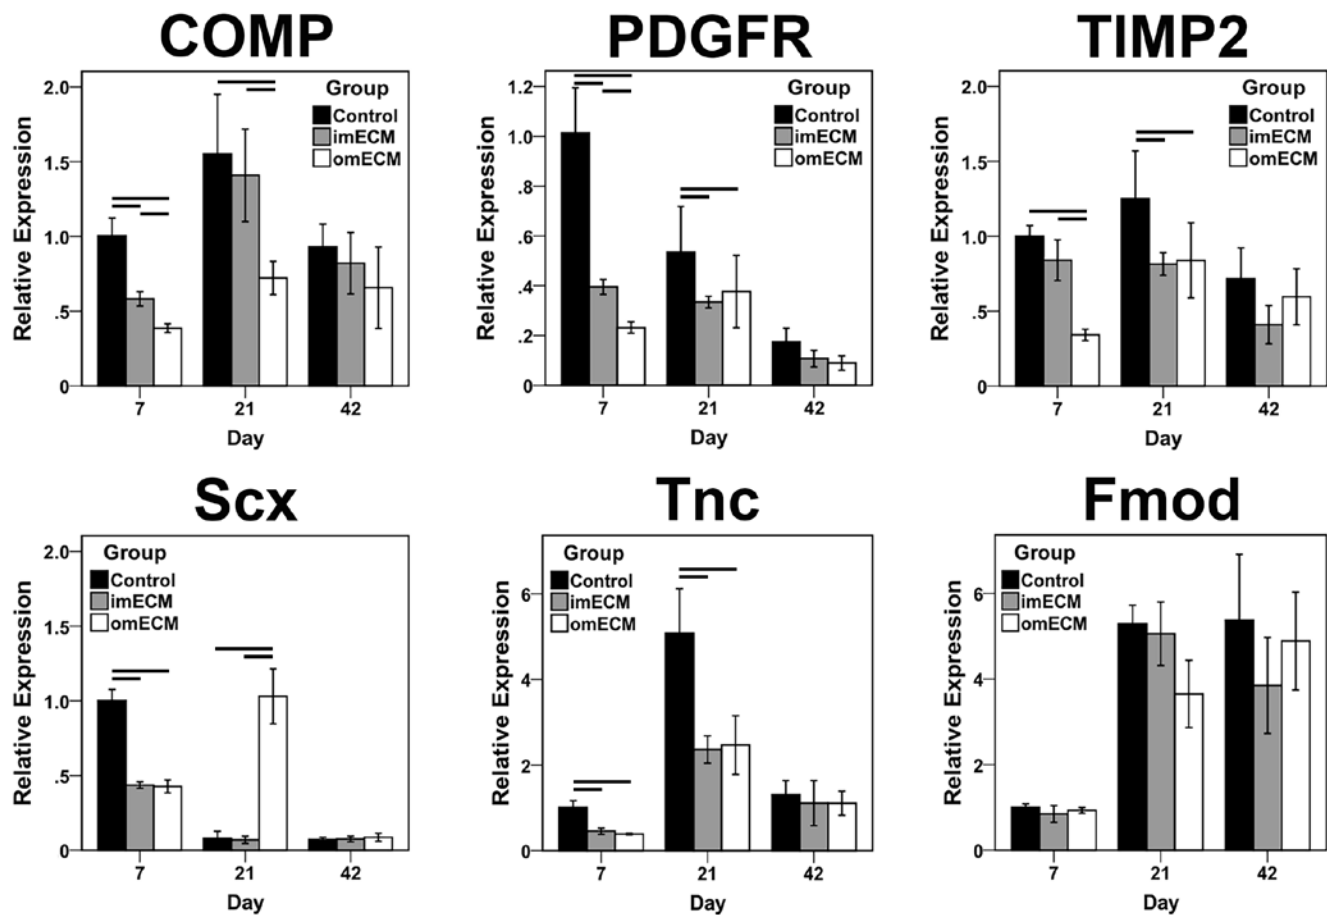 COMP
PDGFR
TIMP2
Relative Expression
2.0
1.5
1.0
.5
0
Group
Control
imECM
omECM
7
21
42
Day
Relative Expression
1.2
1.0
.8
.6
.4
.2
0
Group
Control
imECM
omECM
7
21
42
Day
Relative Expression
2.0
1.5
1.0
.5
0
Group
Control
imECM
omECM
7
21
42
Day
Scx
Tnc
Fmod
Relative Expression
2.0
1.5
1.0
.5
0
Group
Control
imECM
omECM
7
21
42
Day
Relative Expression
6
4
2
0
Group
Control
imECM
omECM
7
21
42
Day
Relative Expression
6
4
2
0
Group
Control
imECM
omECM
7
21
42
Day